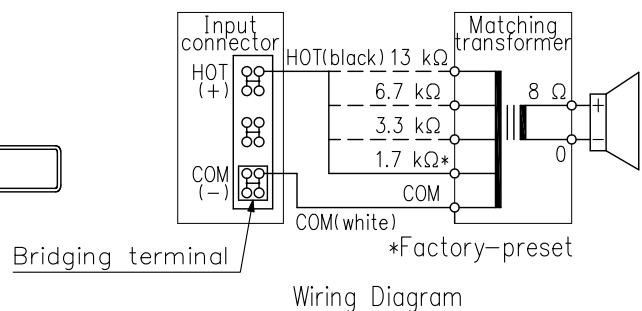 Input
connector
Matching
transformer
HOT
(+)
HOT(black) 13 kΩ
6.7 kΩ
3.3 kΩ
1.7 kΩ*
COM
(−)
COM
COM(white)
8 Ω
0
+
−
*Factory-preset
Bridging terminal
Wiring Diagram